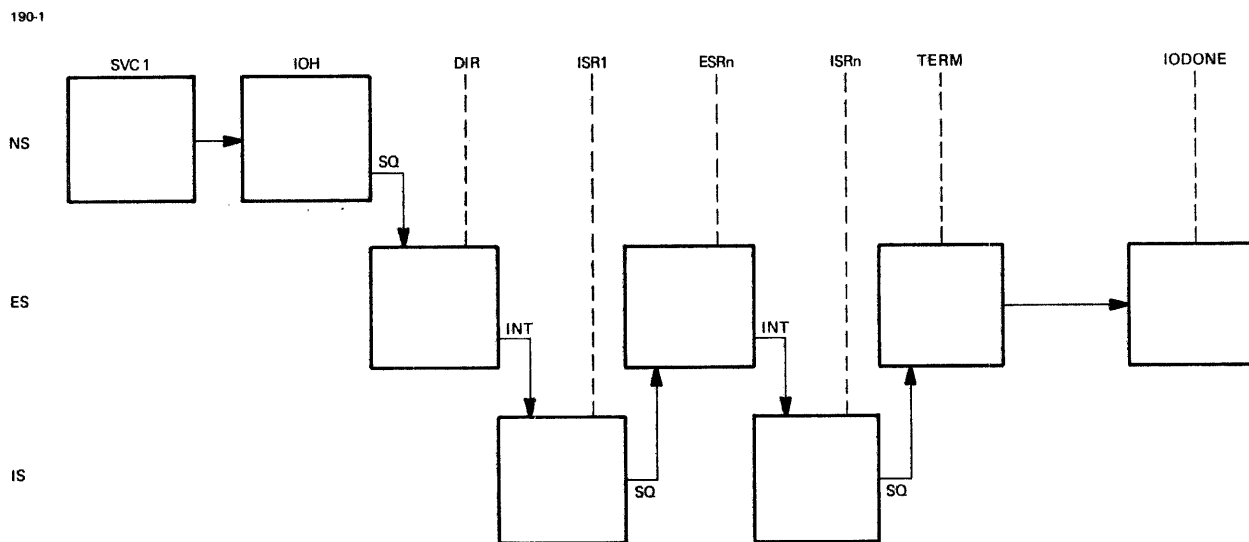 190-1
SVC 1 IOH DIR ISR1 ESRn ISRn TERM IODONE
NS
SQ
ES
INT INT
IS
SQ SQ